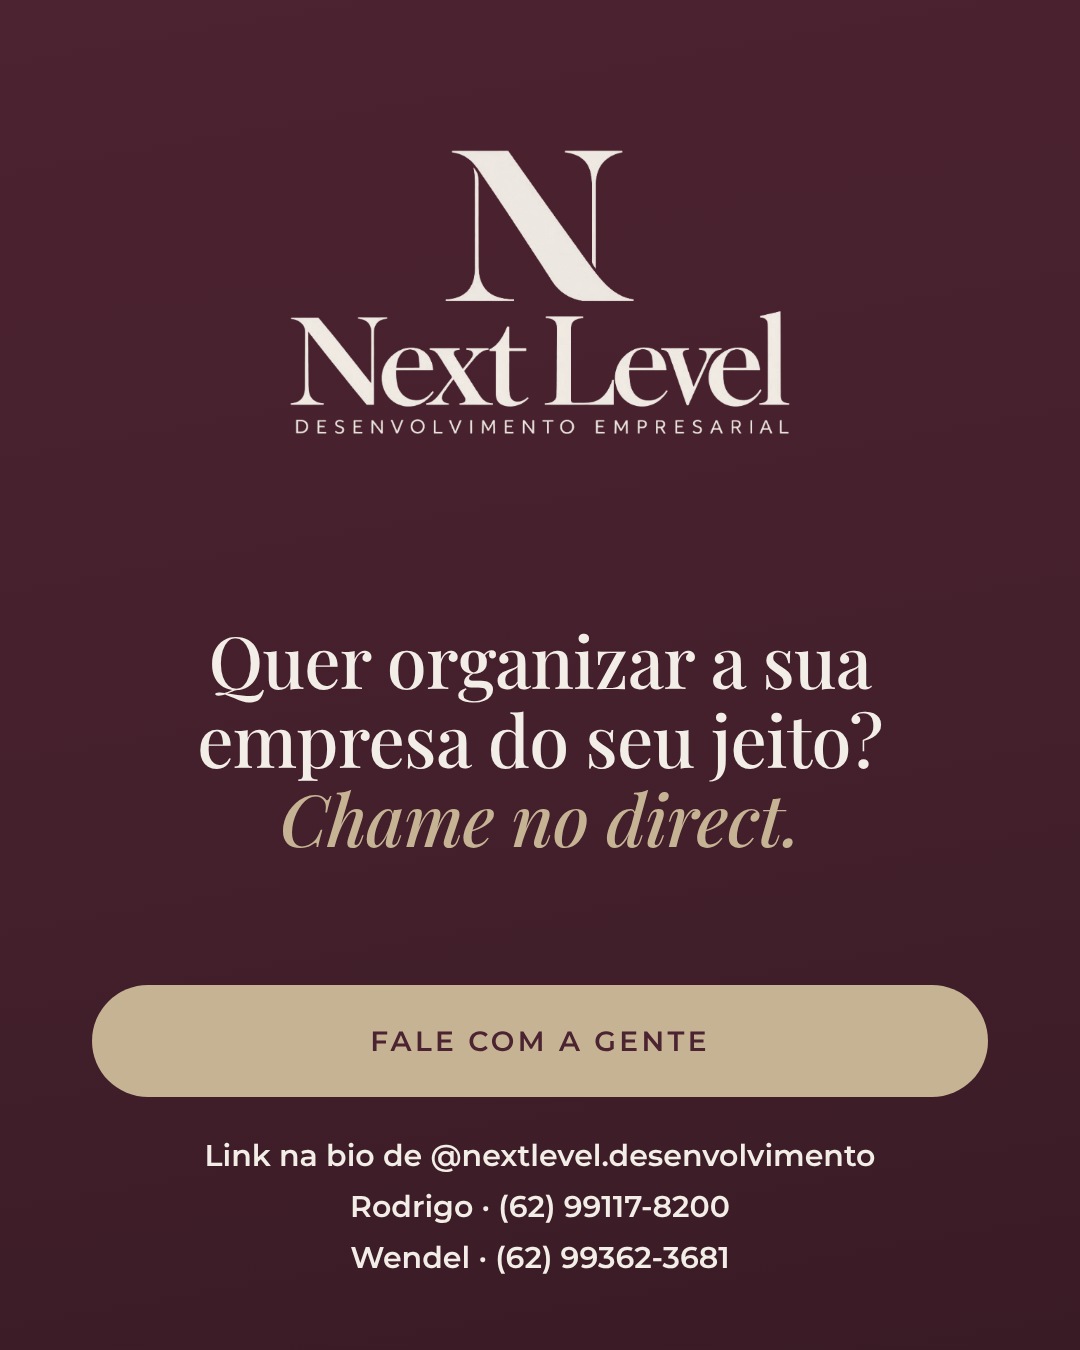 N
Next Level
DESENVOLVIMENTO EMPRESARIAL
Quer organizar a sua
empresa do seu jeito?
Chame no direct.
FALE COM A GENTE
Link na bio de @nextlevel.desenvolvimento
Rodrigo · (62) 99117-8200
Wendel · (62) 99362-3681